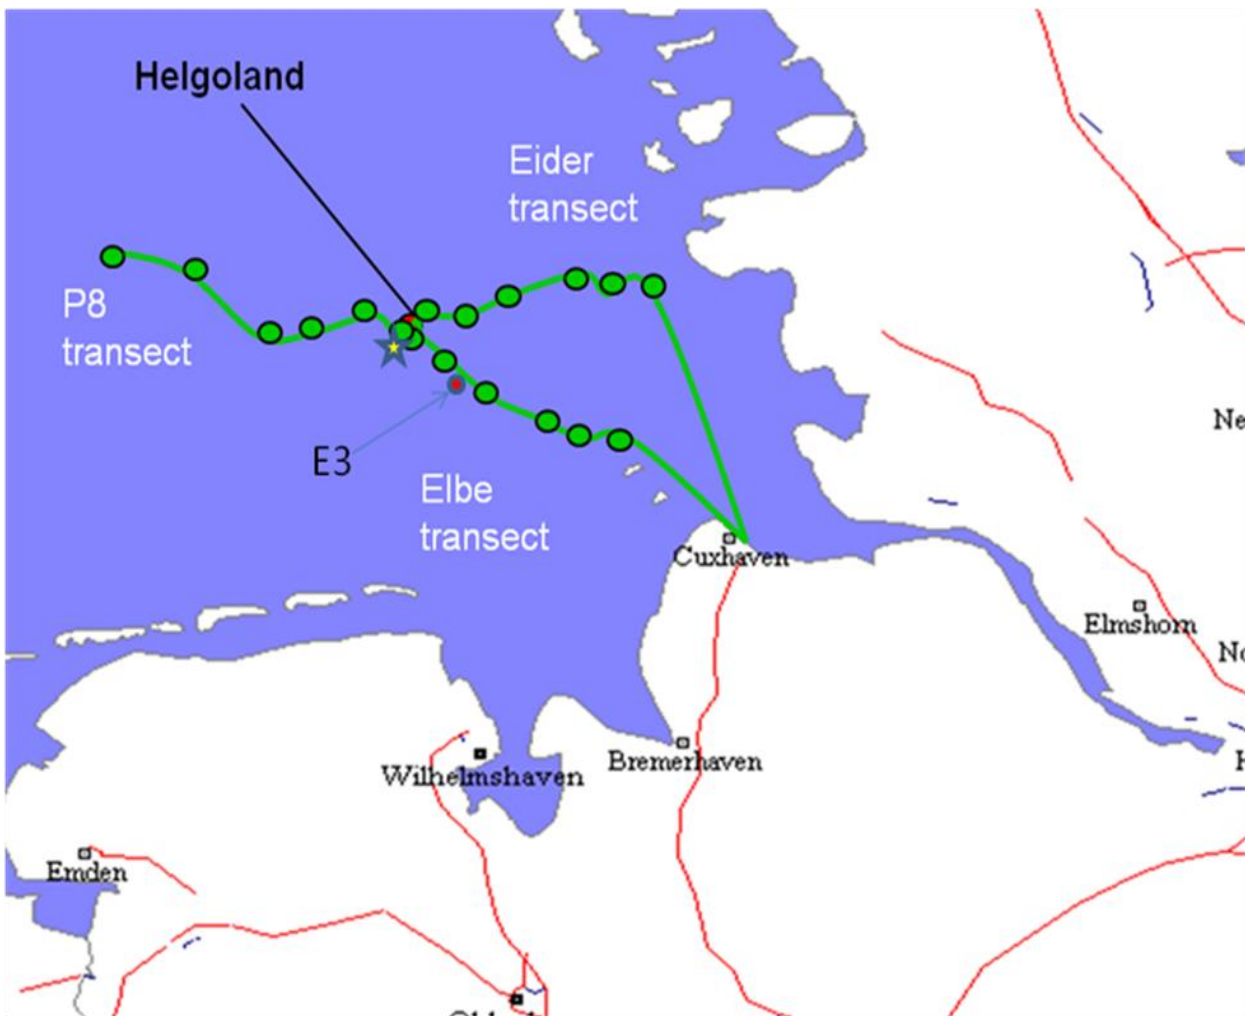 Helgoland
Eider
transect
P8
transect
E3
Elbe
transect
Cuxhaven
Elmshorn
Wilhelmshaven
Bremerhaven
Emden